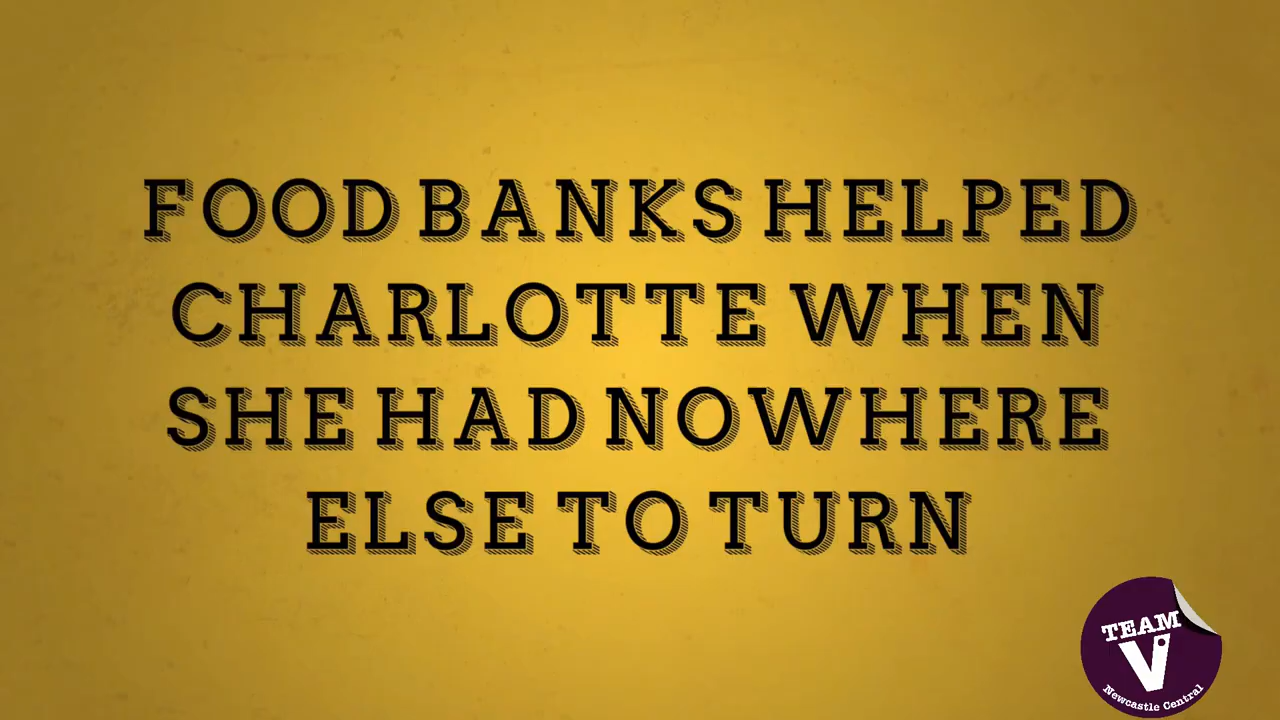 FOOD BANKS HELPED
CHARLOTTE WHEN
SHE HAD NOWHERE
ELSE TO TURN
TEAM
V
Newcastle Central